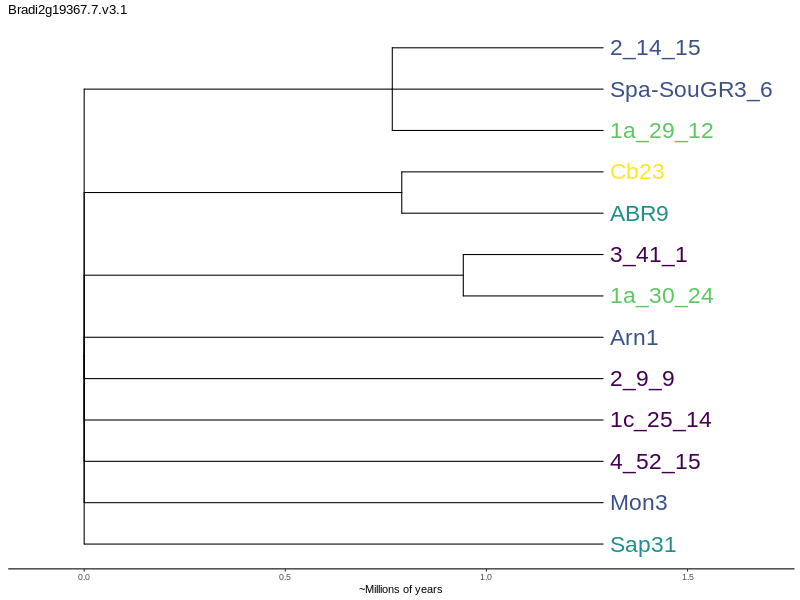 Bradi2g19367.7.v3.1
2_14_15
Spa-SouGR3_6
1a_29_12
Cb23
ABR9
3_41_1
1a_30_24
Arn1
2_9_9
1c_25_14
4_52_15
Mon3
Sap31
0.0 0.5 1.0 1.5
~Millions of years